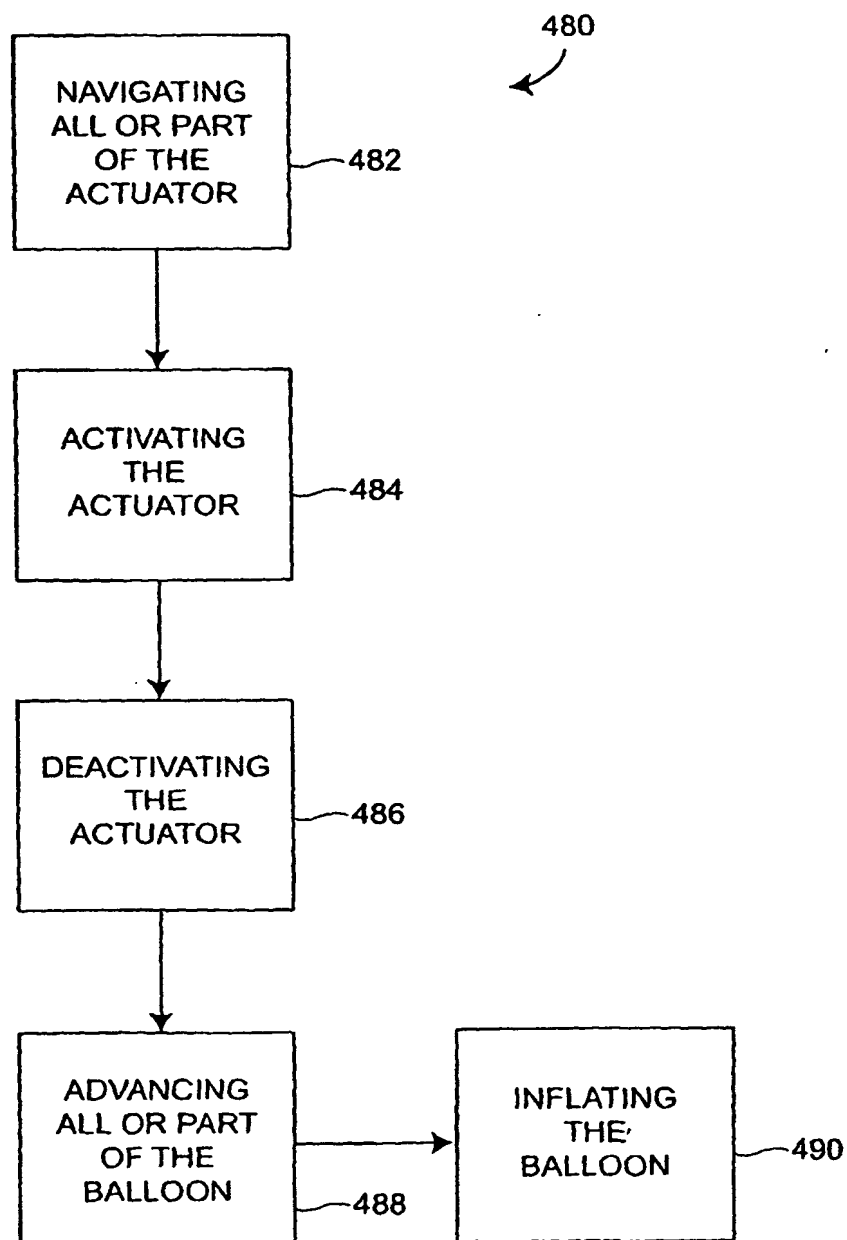 480
NAVIGATING
ALL OR PART
OF THE
ACTUATOR
482
ACTIVATING
THE
ACTUATOR
484
DEACTIVATING
THE
ACTUATOR
486
ADVANCING
ALL OR PART
OF THE
BALLOON
488
INFLATING
THE
BALLOON
490